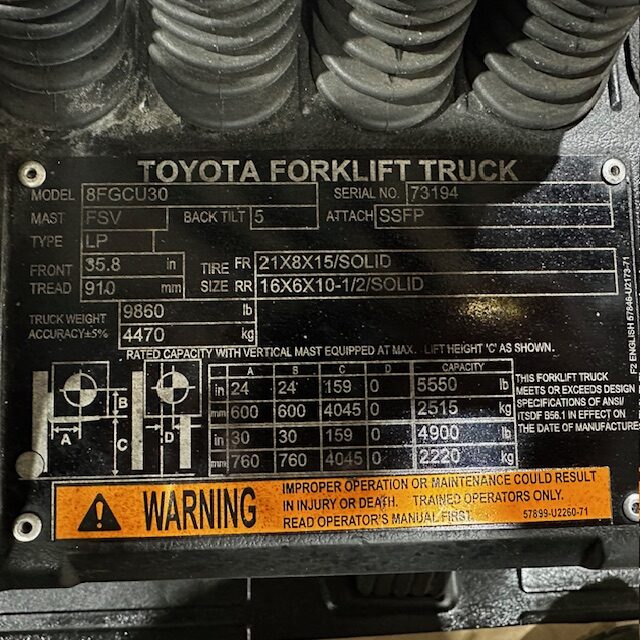 TOYOTA FORKLIFT TRUCK
MODEL 8FGCU30 SERIAL NO. 73194
MAST FSV BACK TILT 5 ATTACH SSFP
TYPE LP
FRONT 35.8 in TIRE FR 21X8X15/SOLID
TREAD 910 mm SIZE RR 16X6X10-1/2/SOLID
TRUCK WEIGHT 9860 lb
ACCURACY±5% 4470 kg
RATED CAPACITY WITH VERTICAL MAST EQUIPPED AT MAX. LIFT HEIGHT 'C' AS SHOWN.
A B C D CAPACITY
in 24 24 159 0 5550 lb
mm 600 600 4045 0 2515 kg
in 30 30 159 0 4900 lb
mm 760 760 4045 0 2220 kg
A B C D
THIS FORKLIFT TRUCK
MEETS OR EXCEEDS DESIGN
SPECIFICATIONS OF ANSI/
ITSDF B56.1 IN EFFECT ON
THE DATE OF MANUFACTURE
F2 ENGLISH 57846-U2173-71
WARNING
IMPROPER OPERATION OR MAINTENANCE COULD RESULT
IN INJURY OR DEATH. TRAINED OPERATORS ONLY.
READ OPERATOR'S MANUAL FIRST. 57899-U2260-71